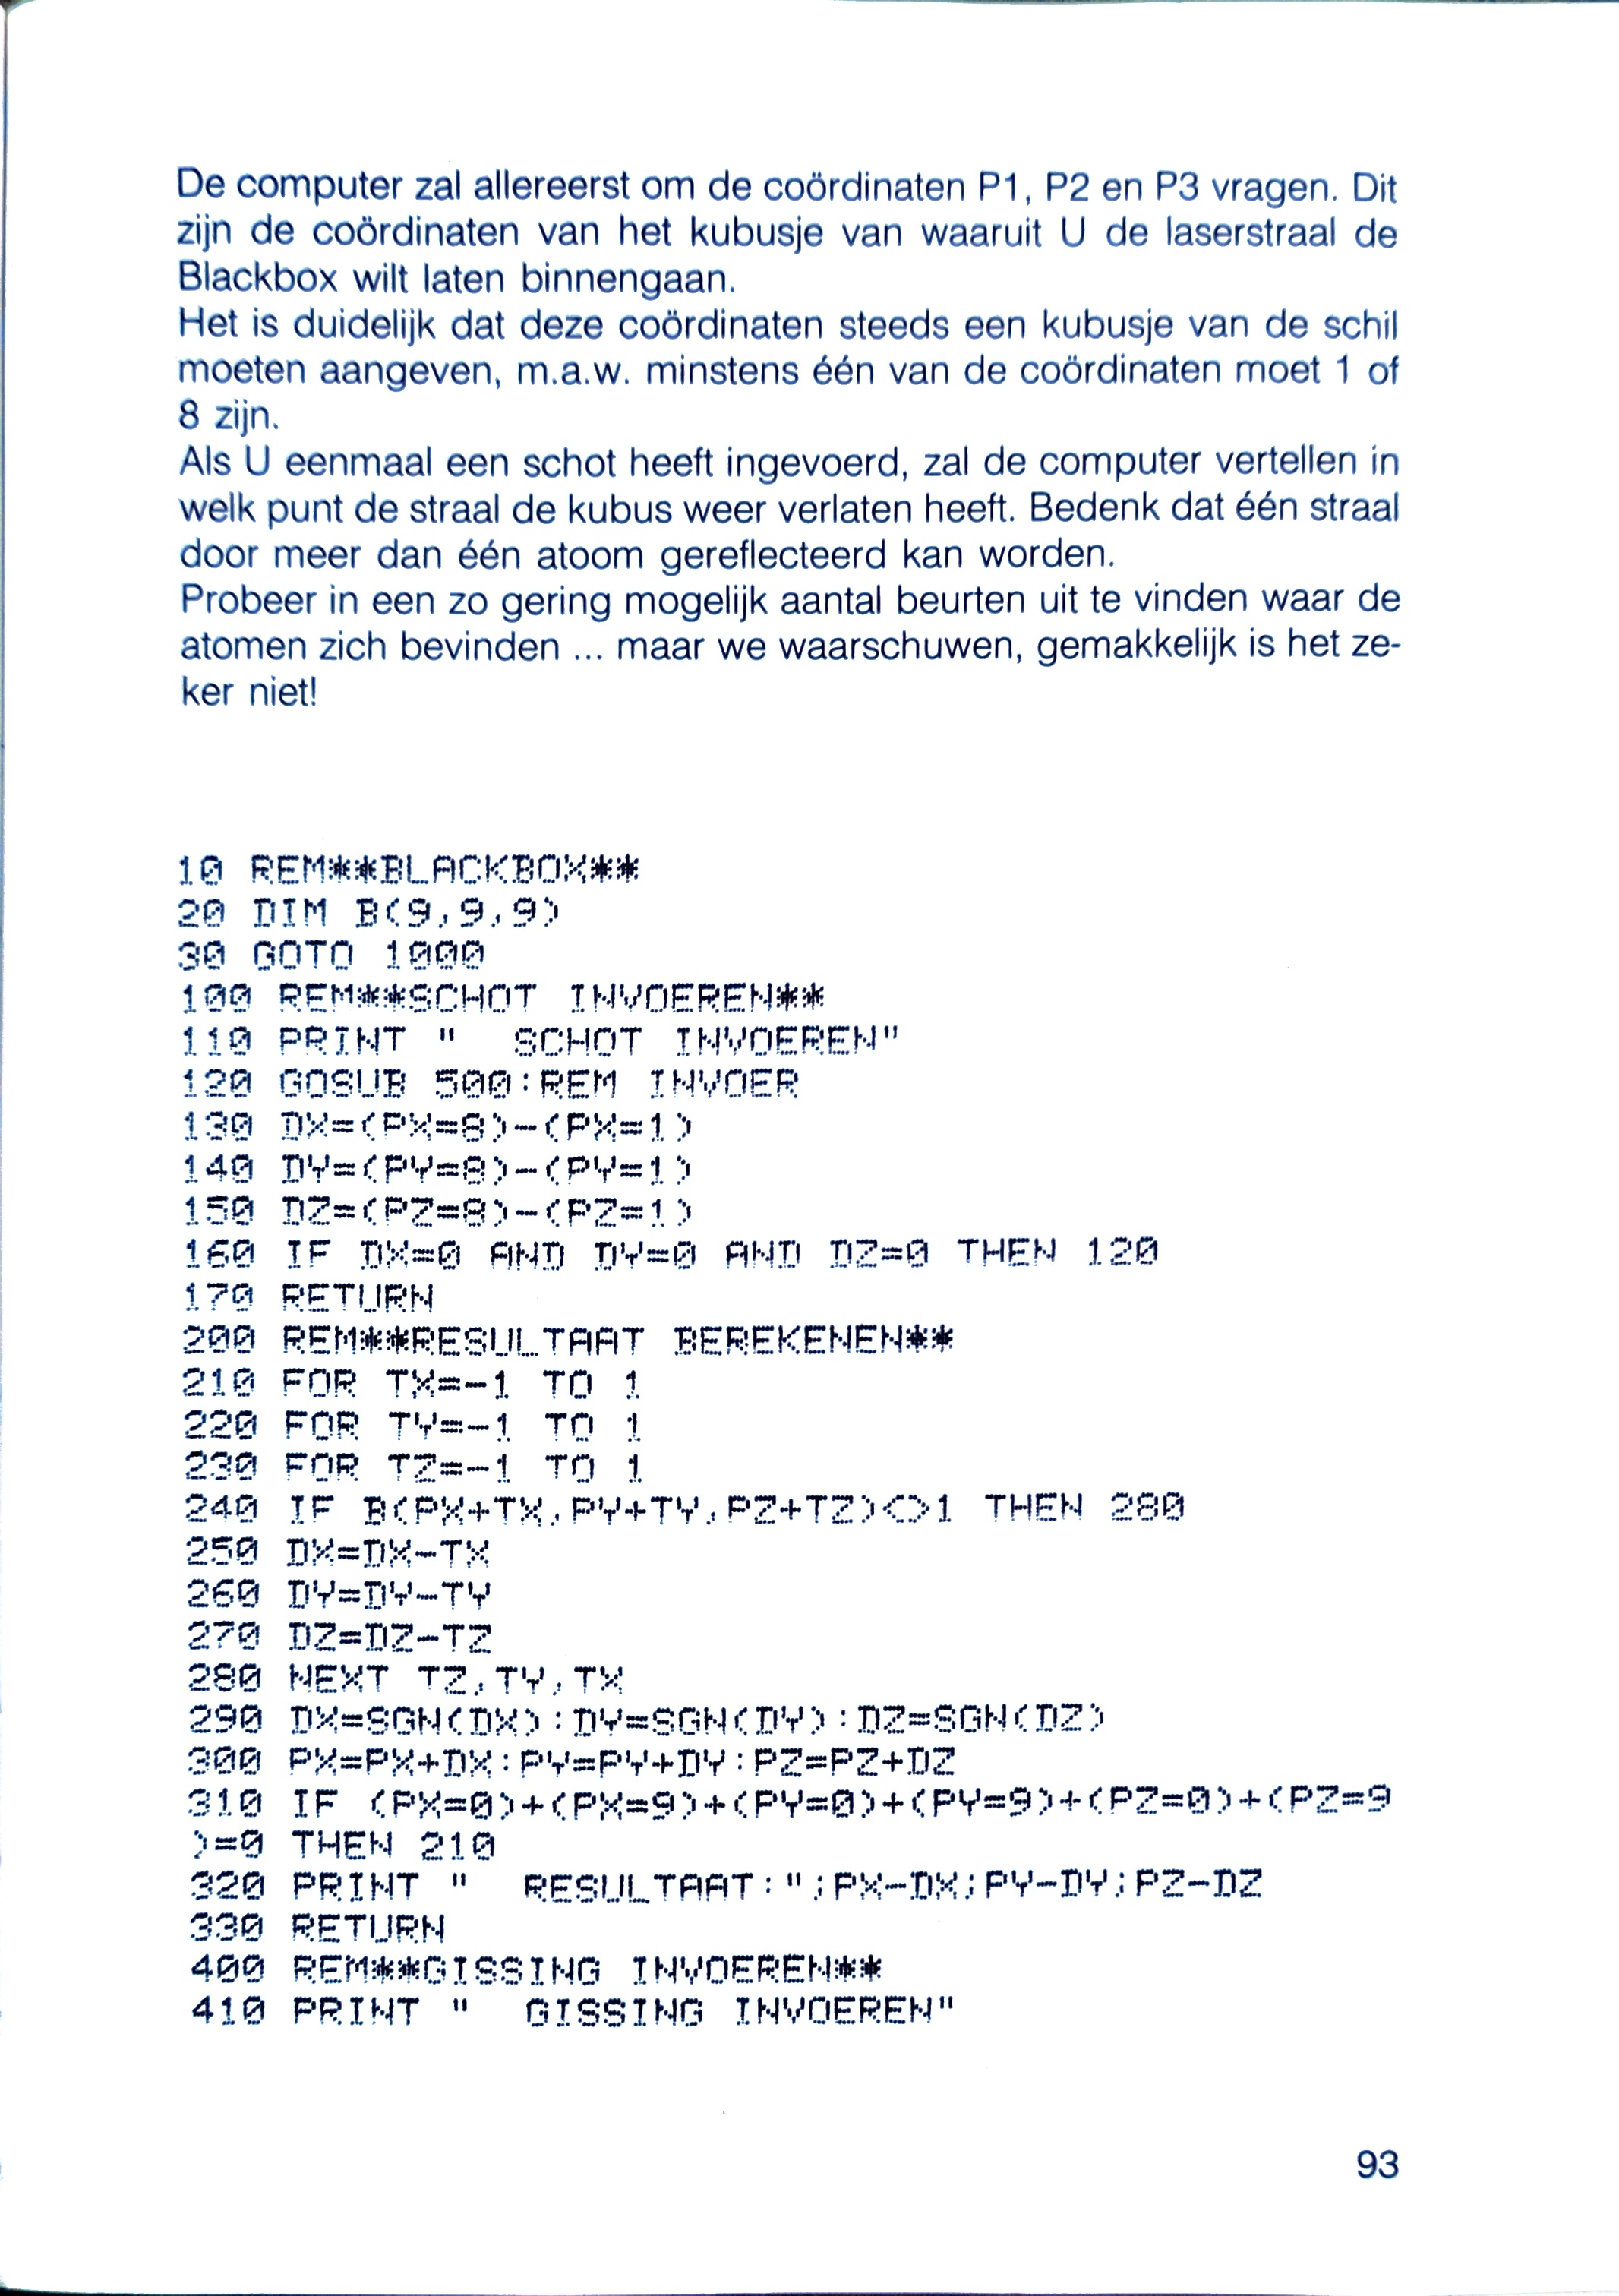 De computer zal allereerst om de coördinaten P1, P2 en P3 vragen. Dit
zijn de coördinaten van het kubusje van waaruit U de laserstraal de
Blackbox wilt laten binnengaan.
Het is duidelijk dat deze coördinaten steeds een kubusje van de schil
moeten aangeven, m.a.w. minstens één van de coördinaten moet 1 of
8 zijn.
Als U eenmaal een schot heeft ingevoerd, zal de computer vertellen in
welk punt de straal de kubus weer verlaten heeft. Bedenk dat één straal
door meer dan één atoom gereflecteerd kan worden.
Probeer in een zo gering mogelijk aantal beurten uit te vinden waar de
atomen zich bevinden ... maar we waarschuwen, gemakkelijk is het ze-
ker niet!
10 REM**BLACKBOX**
20 DIM B(9,9,9)
30 GOTO 1000
100 REM**SCHOT INVOEREN**
110 PRINT "  SCHOT INVOEREN"
120 GOSUB 500:REM INVOER
130 DX=(PX=8)-(PX=1)
140 DY=(PY=8)-(PY=1)
150 DZ=(PZ=8)-(PZ=1)
160 IF DX=0 AND DY=0 AND DZ=0 THEN 120
170 RETURN
200 REM**RESULTAAT BEREKENEN**
210 FOR TX=-1 TO 1
220 FOR TY=-1 TO 1
230 FOR TZ=-1 TO 1
240 IF B(PX+TX,PY+TY,PZ+TZ)<>1 THEN 280
250 DX=DX-TX
260 DY=DY-TY
270 DZ=DZ-TZ
280 NEXT TZ,TY,TX
290 DX=SGN(DX):DY=SGN(DY):DZ=SGN(DZ)
300 PX=PX+DX:PY=PY+DY:PZ=PZ+DZ
310 IF (PX=0)+(PX=9)+(PY=0)+(PY=9)+(PZ=0)+(PZ=9
)=0 THEN 210
320 PRINT "  RESULTAAT:";PX-DX;PY-DY;PZ-DZ
330 RETURN
400 REM**GISSING INVOEREN**
410 PRINT "  GISSING INVOEREN"
93